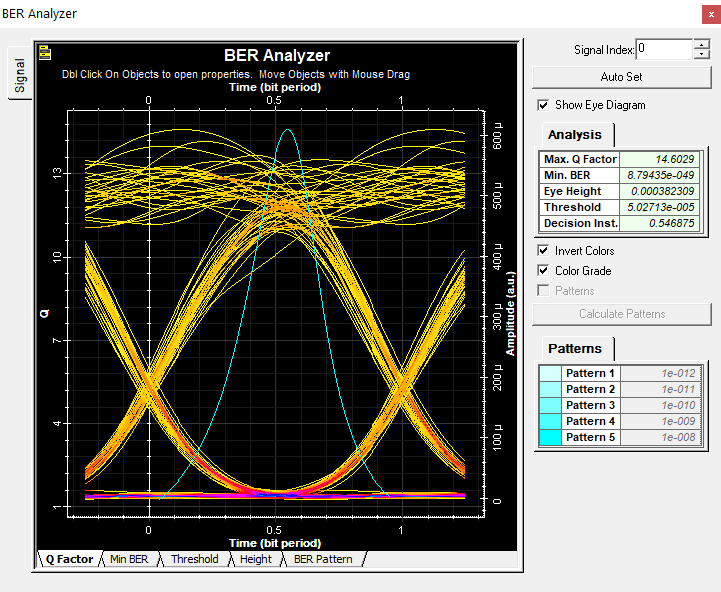 BER Analyzer
x
Signal
BER Analyzer
Dbl Click On Objects to open properties. Move Objects with Mouse Drag
Time (bit period)
0 0.5 1
Q
13
10
7
4
1
600 µ
500 µ
400 µ
300 µ
200 µ
100 µ
0
Amplitude (a.u.)
0 0.5 1
Time (bit period)
Q Factor Min BER Threshold Height BER Pattern
Signal Index: 0
Auto Set
Show Eye Diagram
Analysis
Max. Q Factor 14.6029
Min. BER 8.79435e-049
Eye Height 0.000382309
Threshold 5.02713e-005
Decision Inst. 0.546875
Invert Colors
Color Grade
Patterns
Calculate Patterns
Patterns
Pattern 1 1e-012
Pattern 2 1e-011
Pattern 3 1e-010
Pattern 4 1e-009
Pattern 5 1e-008